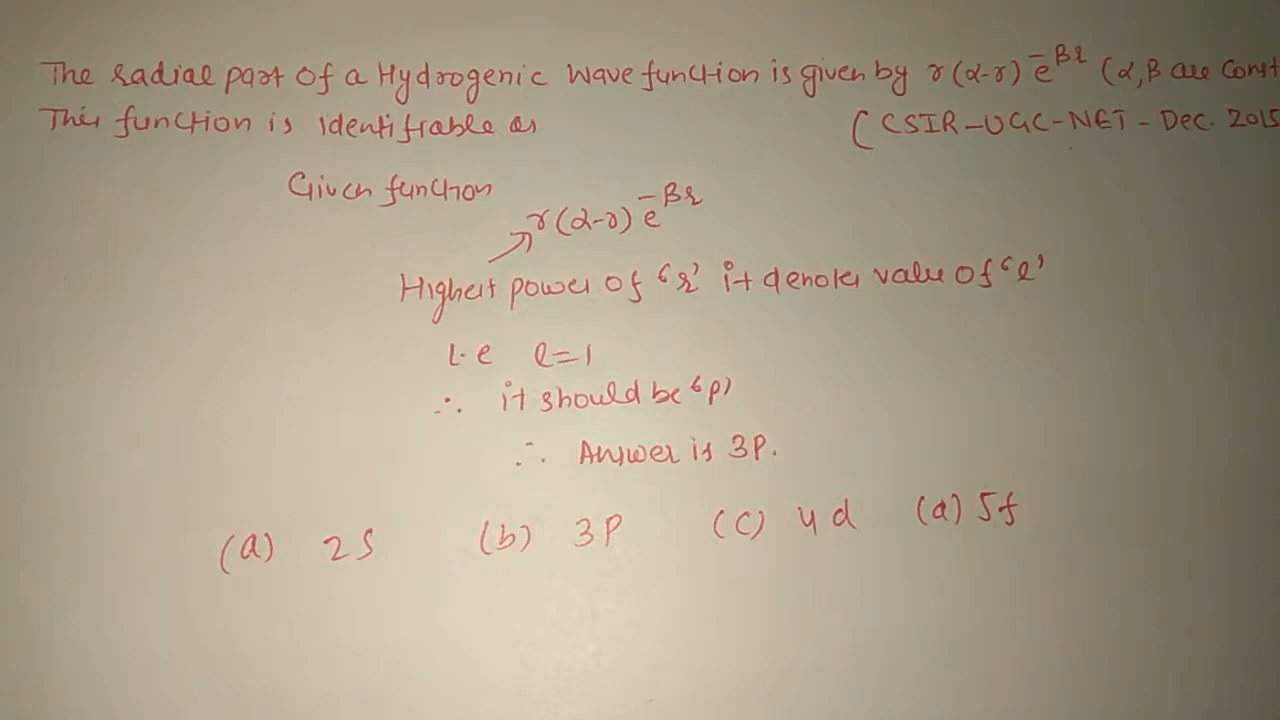 The radial part of a Hydrogenic Wave function is given by r(α-r) e^-βr (α,β are Const
This function is identifiable as (CSIR-UGC-NET-Dec. 2015
Given function
r(α-r) e^-βr
Highest power of 'r' it denotes value of 'l'
i.e l=1
∴ it should be 'p'
∴ Answer is 3P.
(a) 2S (b) 3P (c) 4d (d) 5f